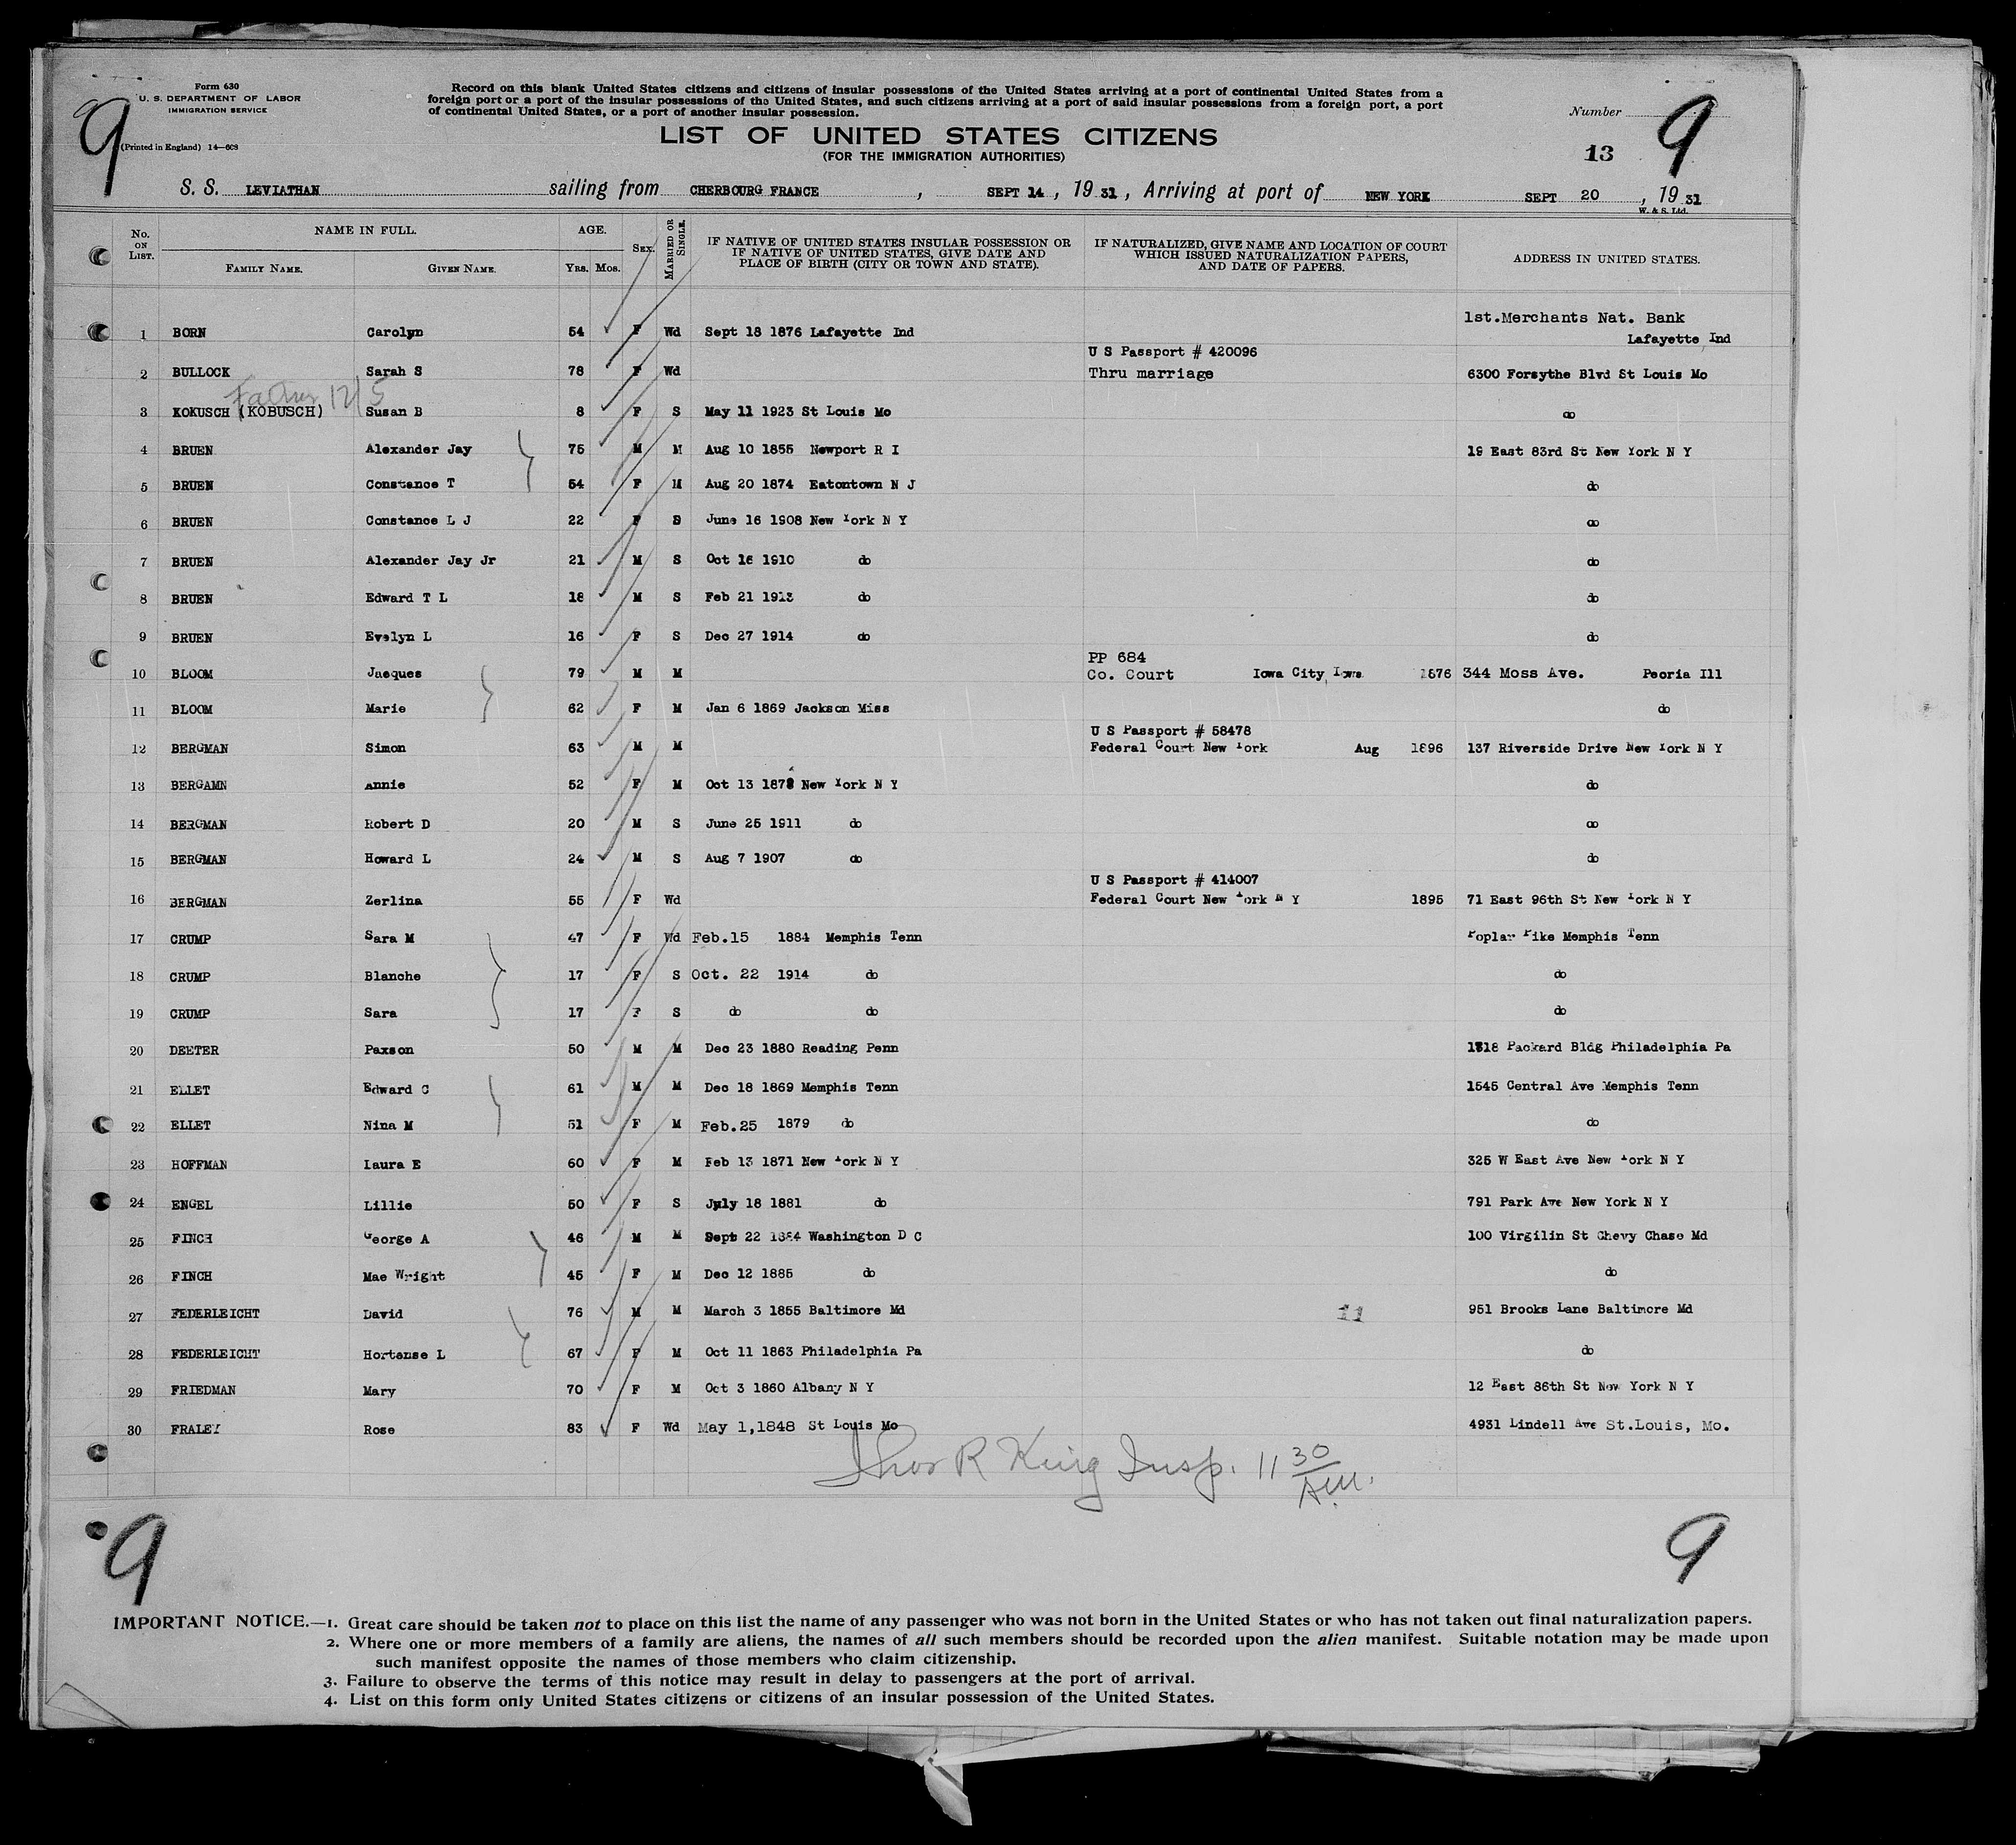 Form 630
U. S. DEPARTMENT OF LABOR
IMMIGRATION SERVICE
(Printed in England) 14—608
9
Record on this blank United States citizens and citizens of insular possessions of the United States arriving at a port of continental United States from a
foreign port or a port of the insular possessions of the United States, and such citizens arriving at a port of said insular possessions from a foreign port, a port
of continental United States, or a port of another insular possession.
Number 9
LIST OF UNITED STATES CITIZENS
(FOR THE IMMIGRATION AUTHORITIES)
13
S. S. LEVIATHAN sailing from CHERBOURG FRANCE , SEPT 14 , 19 31 , Arriving at port of NEW YORK SEPT 20 , 19 31
W. & S. Ltd.
No. ON LIST. NAME IN FULL. FAMILY NAME. GIVEN NAME. AGE. YRS. MOS. SEX. MARRIED OR SINGLE. IF NATIVE OF UNITED STATES INSULAR POSSESSION OR IF NATIVE OF UNITED STATES, GIVE DATE AND PLACE OF BIRTH (CITY OR TOWN AND STATE). IF NATURALIZED, GIVE NAME AND LOCATION OF COURT WHICH ISSUED NATURALIZATION PAPERS, AND DATE OF PAPERS. ADDRESS IN UNITED STATES.
1st.Merchants Nat. Bank
1 BORN Carolyn 54 F Wd Sept 18 1876 Lafayette Ind Lafayette Ind
U S Passport # 420096
2 BULLOCK Sarah S 78 F Wd Thru marriage 6300 Forsythe Blvd St Louis Mo
Father 12/5
3 KOKUSCH (KOBUSCH) Susan B 8 F S May 11 1923 St Louis Mo do
4 BRUEN Alexander Jay 75 M M Aug 10 1855 Newport R I 19 East 83rd St New York N Y
5 BRUEN Constance T 54 F M Aug 20 1874 Eatontown N J do
6 BRUEN Constance L J 22 F S June 16 1908 New York N Y do
7 BRUEN Alexander Jay Jr 21 M S Oct 16 1910 do do
8 BRUEN Edward T L 18 M S Feb 21 1913 do do
9 BRUEN Evelyn L 16 F S Dec 27 1914 do do
PP 684
10 BLOOM Jacques 79 M M Co. Court Iowa City, Iowa 1876 344 Moss Ave. Peoria Ill
11 BLOOM Marie 62 F M Jan 6 1869 Jackson Miss do
U S Passport # 58478
12 BERGMAN Simon 63 M M Federal Court New York Aug 1896 137 Riverside Drive New York N Y
13 BERGAMN Annie 52 F M Oct 13 187 New York N Y do
14 BERGMAN Robert D 20 M S June 25 1911 do do
15 BERGMAN Howard L 24 M S Aug 7 1907 do do
U S Passport # 414007
16 BERGMAN Zerlina 55 F Wd Federal Court New York N Y 1895 71 East 96th St New York N Y
17 CRUMP Sara M 47 F Wd Feb.15 1884 Memphis Tenn Poplar Pike Memphis Tenn
18 CRUMP Blanche 17 F S Oct. 22 1914 do do
19 CRUMP Sara 17 F S do do do
20 DEETER Paxson 50 M M Dec 23 1880 Reading Penn 1818 Packard Bldg Philadelphia Pa
21 ELLET Edward C 61 M M Dec 18 1869 Memphis Tenn 1545 Central Ave Memphis Tenn
22 ELLET Nina M 51 F M Feb.25 1879 do do
23 HOFFMAN Laura E 60 F M Feb 13 1871 New York N Y 325 W East Ave New York N Y
24 ENGEL Lillie 50 F S July 18 1881 do 791 Park Ave New York N Y
25 FINCH George A 46 M M Sept 22 1884 Washington D C 100 Virgilin St Chevy Chase Md
26 FINCH Mae Wright 45 F M Dec 12 1885 do do
27 FEDERLEICHT David 76 M M March 3 1855 Baltimore Md 11 951 Brooks Lane Baltimore Md
28 FEDERLEICHT Hortense L 67 F M Oct 11 1863 Philadelphia Pa do
29 FRIEDMAN Mary 70 F M Oct 3 1860 Albany N Y 12 East 86th St New York N Y
30 FRALEY Rose 83 F Wd May 1,1848 St Louis Mo 4931 Lindell Ave St.Louis, Mo.
Thos R King Insp. 11 30 AM.
9 9
IMPORTANT NOTICE.—1. Great care should be taken not to place on this list the name of any passenger who was not born in the United States or who has not taken out final naturalization papers.
2. Where one or more members of a family are aliens, the names of all such members should be recorded upon the alien manifest. Suitable notation may be made upon
such manifest opposite the names of those members who claim citizenship.
3. Failure to observe the terms of this notice may result in delay to passengers at the port of arrival.
4. List on this form only United States citizens or citizens of an insular possession of the United States.